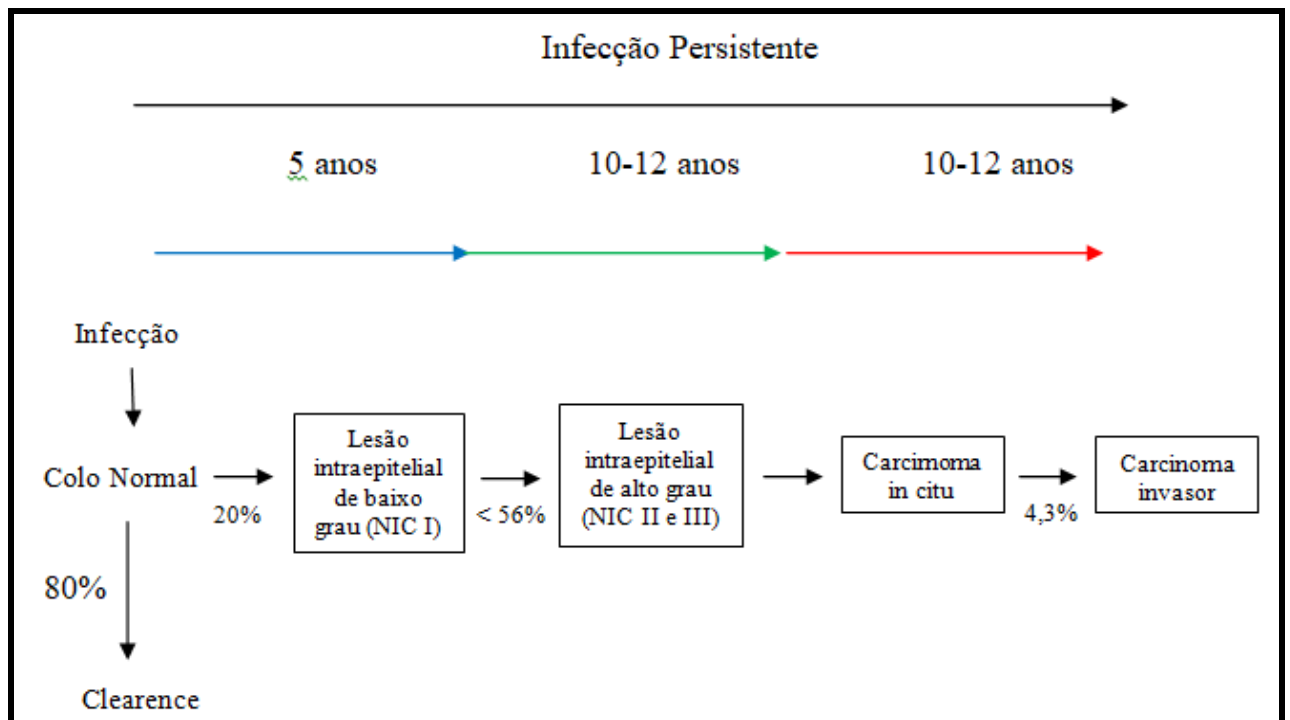 Infecção Persistente
5 anos
10-12 anos
10-12 anos
Infecção
Colo Normal
20%
Lesão
intraepitelial
de baixo
grau (NIC I)
< 56%
Lesão
intraepitelial
de alto grau
(NIC II e III)
Carcimoma
in citu
4,3%
Carcinoma
invasor
80%
Clearence